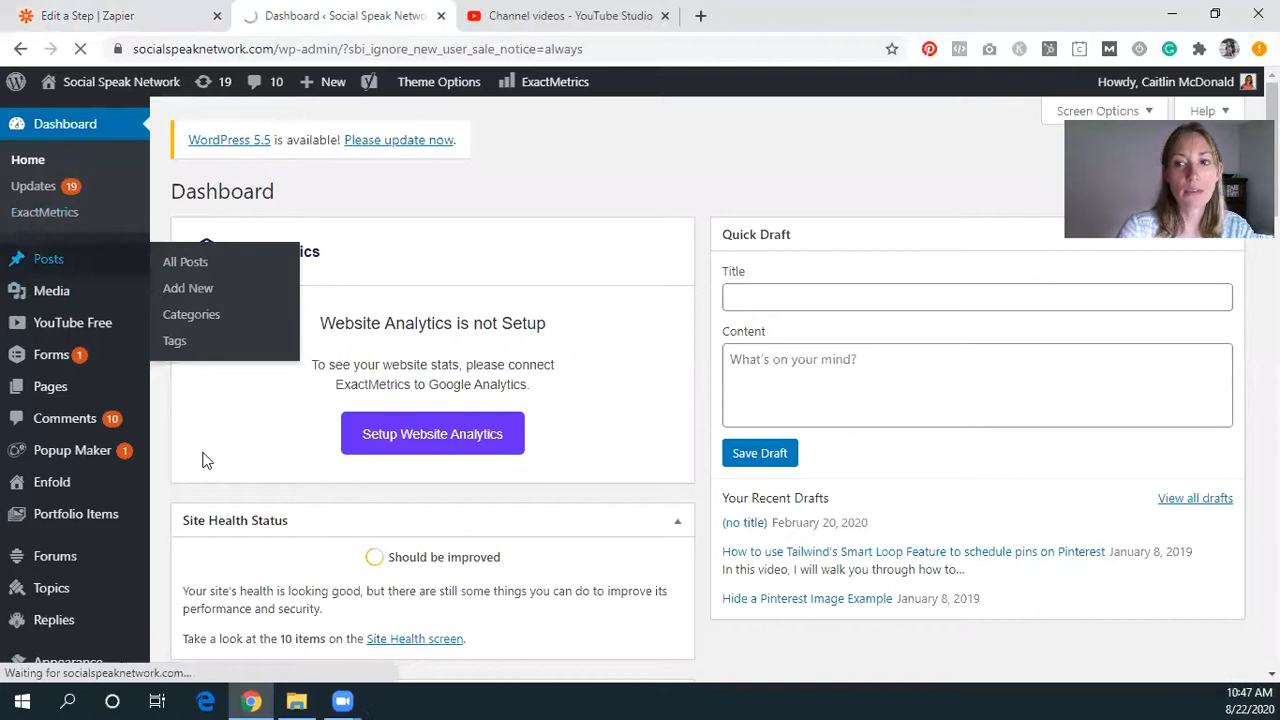 Edit a Step | Zapier
Dashboard ‹ Social Speak Netwo
Channel videos - YouTube Studio
socialspeaknetwork.com/wp-admin/?sbi_ignore_new_user_sale_notice=always
Social Speak Network 19 10 New Theme Options ExactMetrics Howdy, Caitlin McDonald
Dashboard
Home
Updates 19
ExactMetrics
Posts
Media
YouTube Free
Forms 1
Pages
Comments 10
Popup Maker 1
Enfold
Portfolio Items
Forums
Topics
Replies
Appearance
All Posts
Add New
Categories
Tags
Screen Options
Help
WordPress 5.5 is available! Please update now.
Dashboard
ics
Website Analytics is not Setup
To see your website stats, please connect
ExactMetrics to Google Analytics.
Setup Website Analytics
Site Health Status
Should be improved
Your site's health is looking good, but there are still some things you can do to improve its
performance and security.
Take a look at the 10 items on the Site Health screen.
Quick Draft
Title
Content
What's on your mind?
Save Draft
Your Recent Drafts
View all drafts
(no title) February 20, 2020
How to use Tailwind's Smart Loop Feature to schedule pins on Pinterest January 8, 2019
In this video, I will walk you through how to...
Hide a Pinterest Image Example January 8, 2019
Waiting for socialspeaknetwork.com...
10:47 AM
8/22/2020